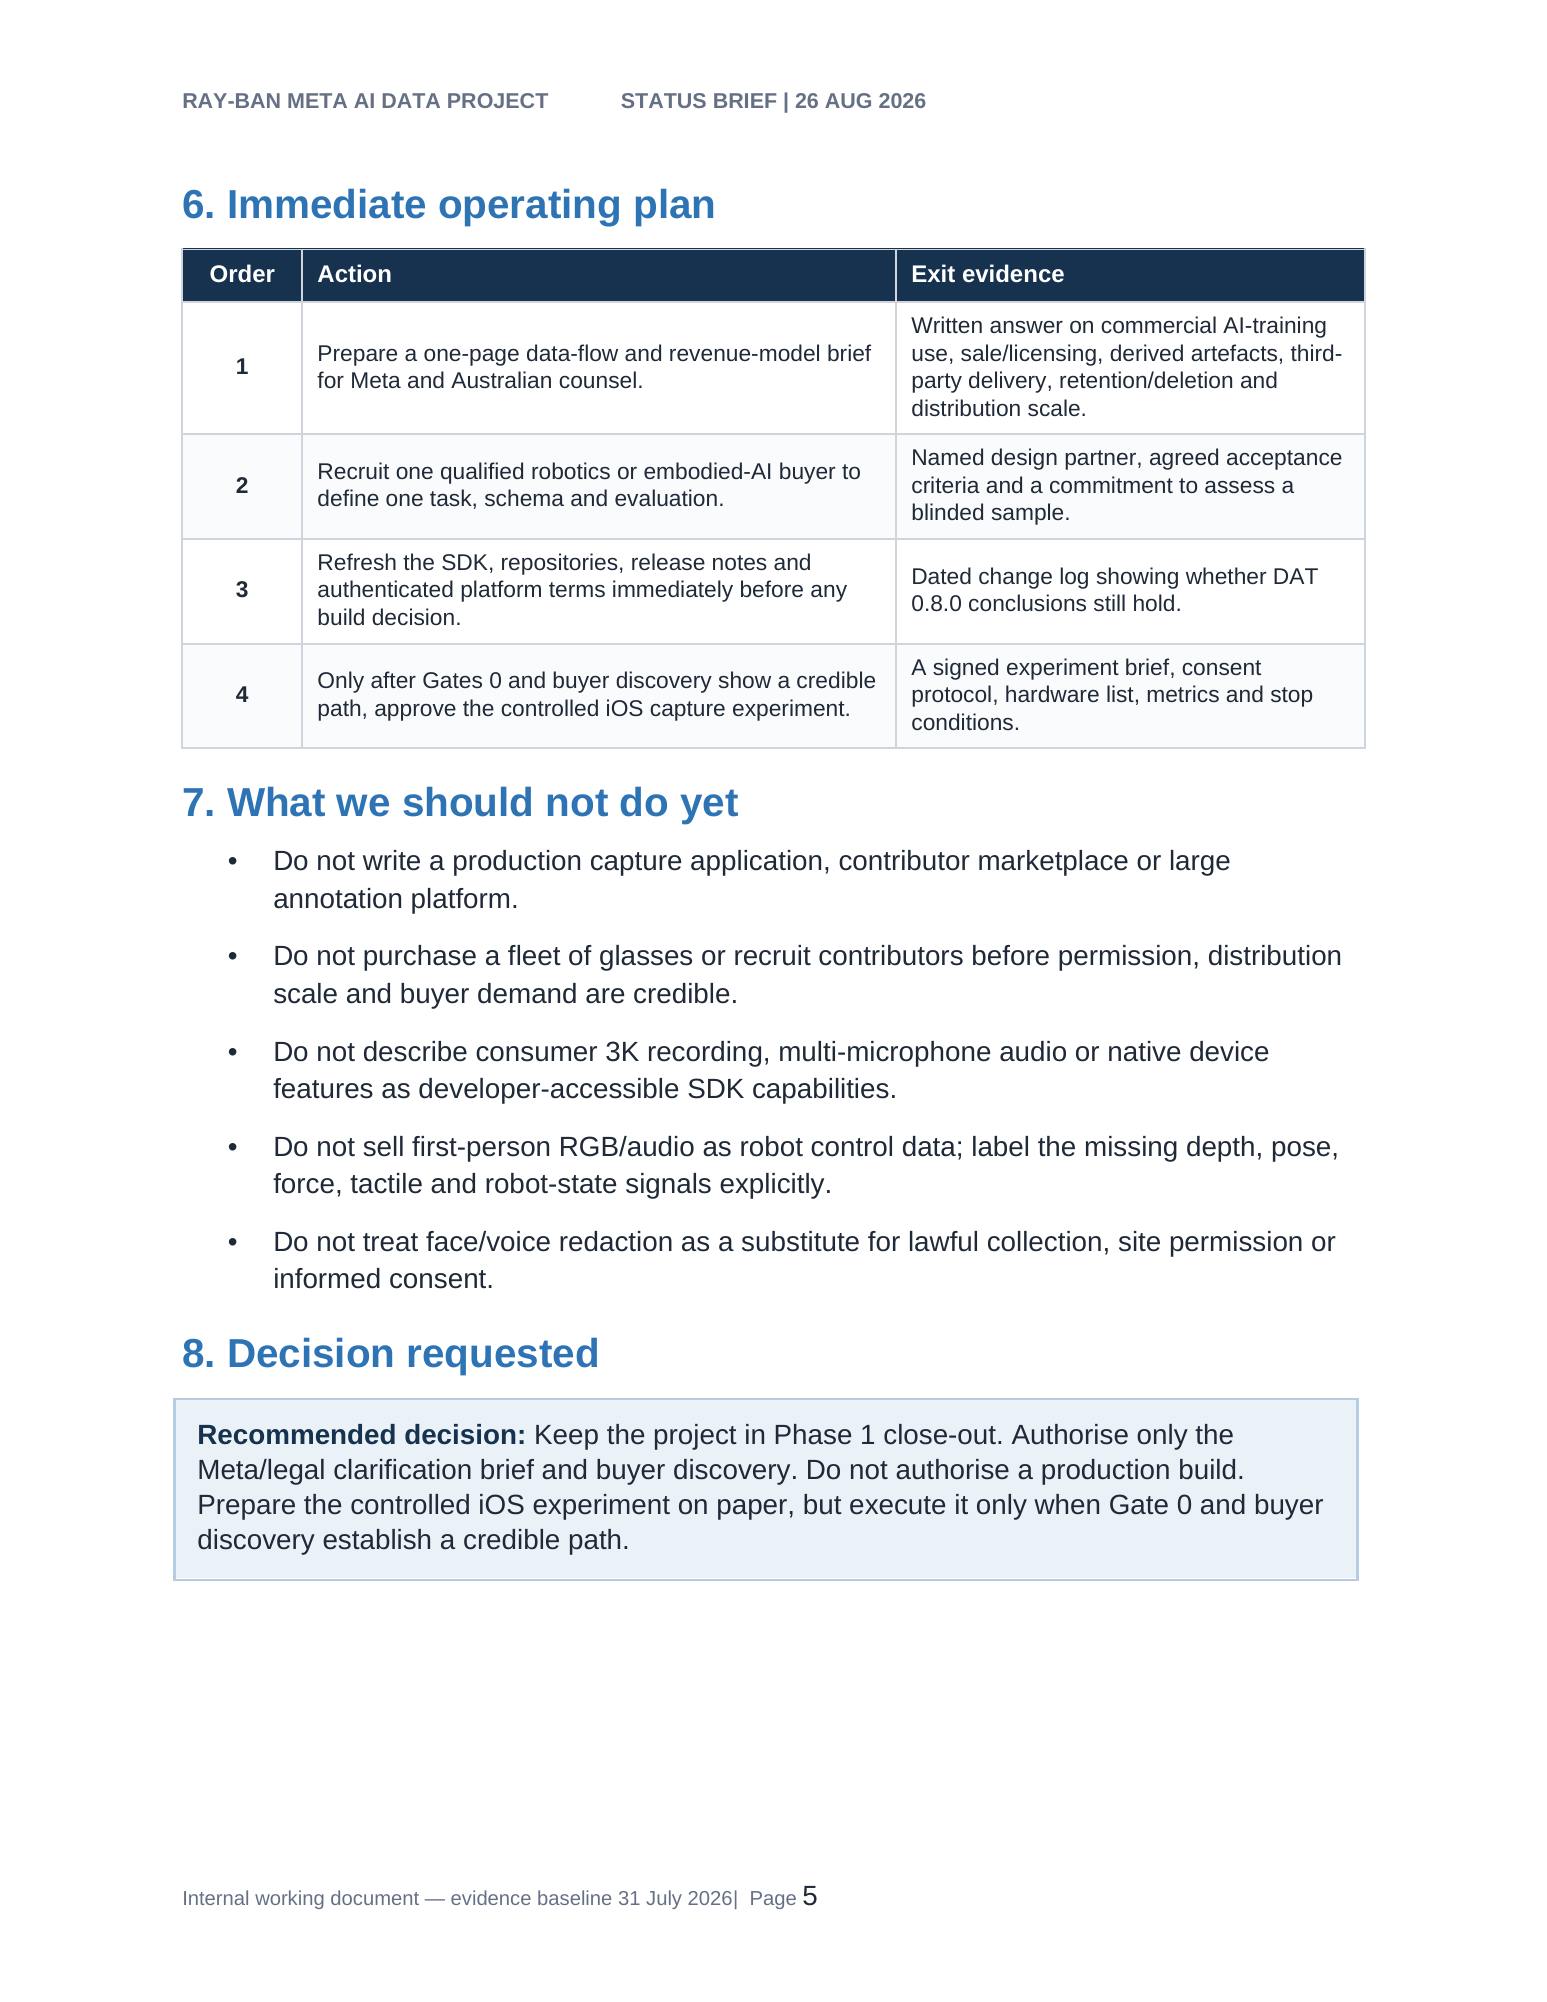 RAY-BAN META AI DATA PROJECT STATUS BRIEF | 26 AUG 2026
6. Immediate operating plan
Order Action Exit evidence
1
Prepare a one-page data-flow and revenue-model brief
for Meta and Australian counsel.
Written answer on commercial AI-training
use, sale/licensing, derived artefacts, third-
party delivery, retention/deletion and
distribution scale.
2
Recruit one qualified robotics or embodied-AI buyer to
define one task, schema and evaluation.
Named design partner, agreed acceptance
criteria and a commitment to assess a
blinded sample.
3
Refresh the SDK, repositories, release notes and
authenticated platform terms immediately before any
build decision.
Dated change log showing whether DAT
0.8.0 conclusions still hold.
4
Only after Gates 0 and buyer discovery show a credible
path, approve the controlled iOS capture experiment.
A signed experiment brief, consent
protocol, hardware list, metrics and stop
conditions.
7. What we should not do yet
• Do not write a production capture application, contributor marketplace or large
annotation platform.
• Do not purchase a fleet of glasses or recruit contributors before permission, distribution
scale and buyer demand are credible.
• Do not describe consumer 3K recording, multi-microphone audio or native device
features as developer-accessible SDK capabilities.
• Do not sell first-person RGB/audio as robot control data; label the missing depth, pose,
force, tactile and robot-state signals explicitly.
• Do not treat face/voice redaction as a substitute for lawful collection, site permission or
informed consent.
8. Decision requested
Recommended decision: Keep the project in Phase 1 close-out. Authorise only the
Meta/legal clarification brief and buyer discovery. Do not authorise a production build.
Prepare the controlled iOS experiment on paper, but execute it only when Gate 0 and buyer
discovery establish a credible path.
Internal working document — evidence baseline 31 July 2026| Page 5